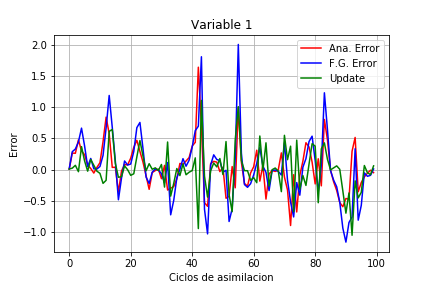 Variable 1
Ana. Error
F.G. Error
Update
2.0
1.5
1.0
0.5
0.0
−0.5
−1.0
Error
0 20 40 60 80 100
Ciclos de asimilacion